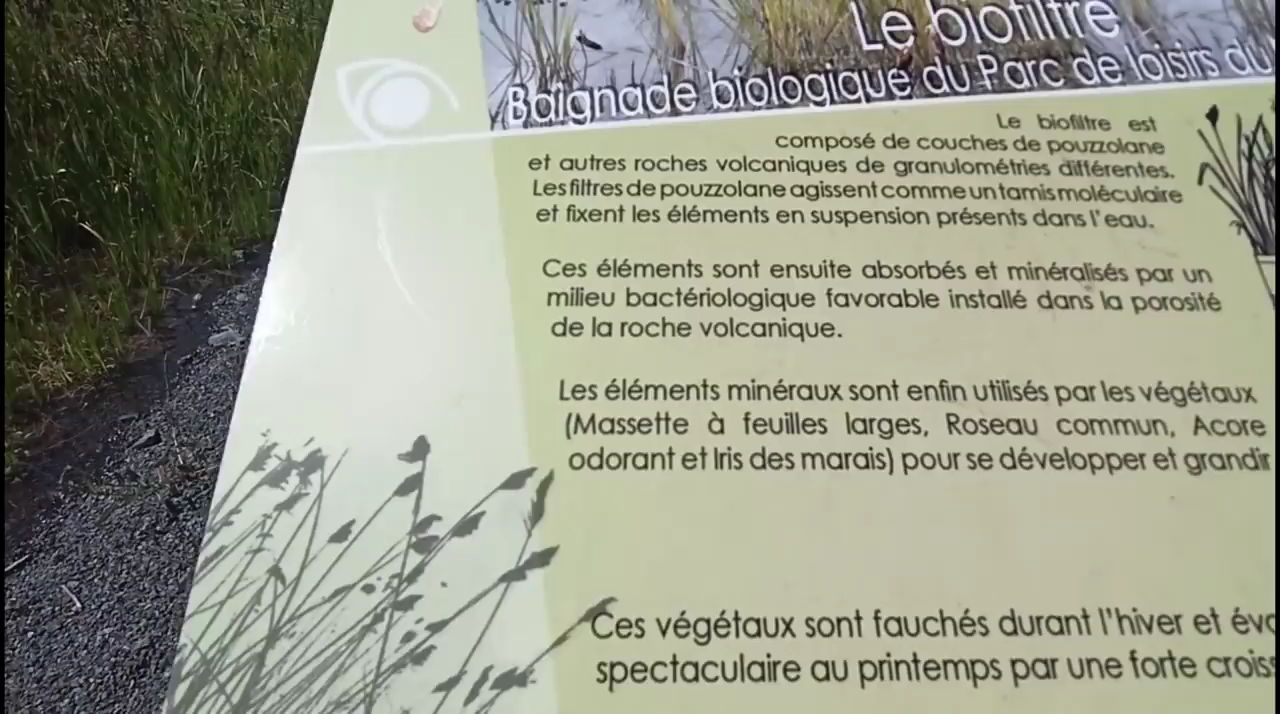 Le biofiltre
Baignade biologique du Parc de loisirs du
Le biofiltre est
composé de couches de pouzzolane
et autres roches volcaniques de granulométries différentes.
Les filtres de pouzzolane agissent comme un tamis moléculaire
et fixent les éléments en suspension présents dans l'eau.
Ces éléments sont ensuite absorbés et minéralisés par un
milieu bactériologique favorable installé dans la porosité
de la roche volcanique.
Les éléments minéraux sont enfin utilisés par les végétaux
(Massette à feuilles larges, Roseau commun, Acore
odorant et Iris des marais) pour se développer et grandir
Ces végétaux sont fauchés durant l'hiver et
spectaculaire au printemps par une forte